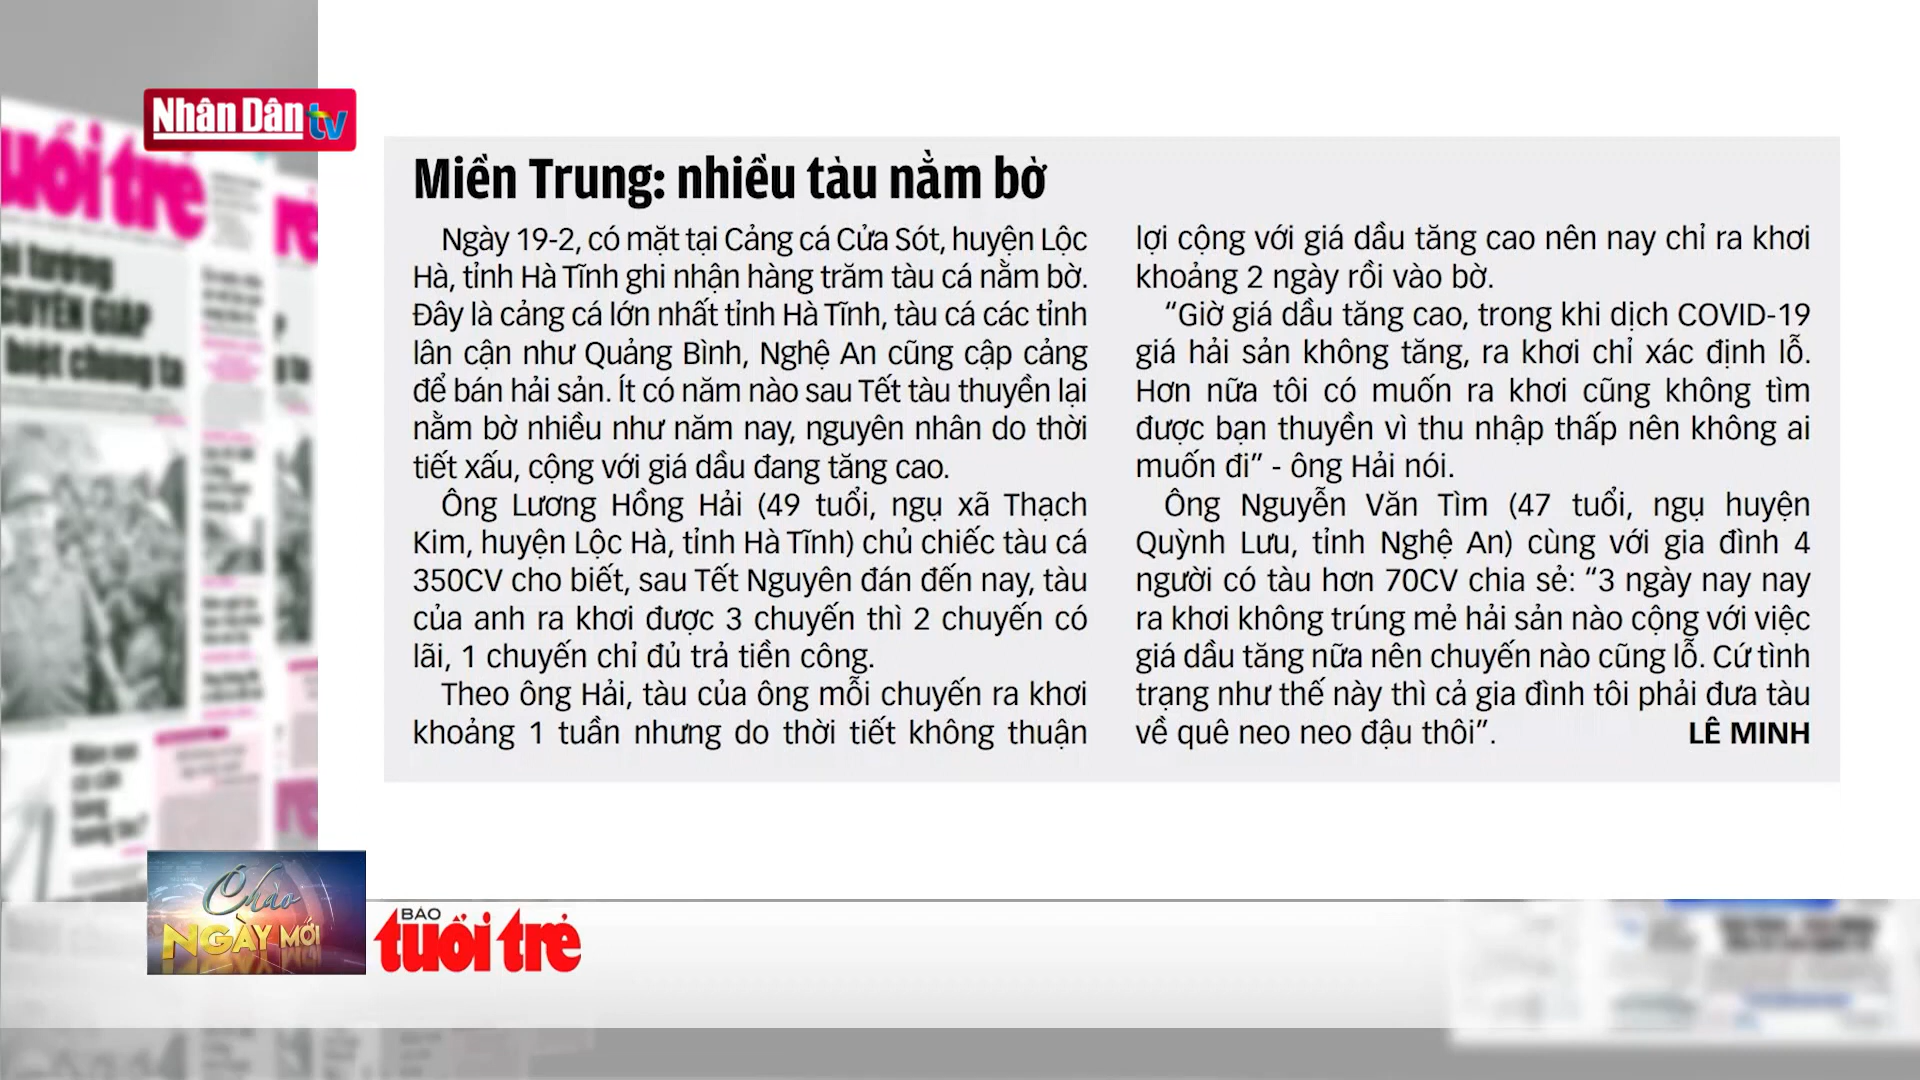 Nhân Dân tv
tuổi trẻ
NGUYÊN GIÁP
biệt chúng ta
Miền Trung: nhiều tàu nằm bờ
Ngày 19-2, có mặt tại Cảng cá Cửa Sót, huyện Lộc
Hà, tỉnh Hà Tĩnh ghi nhận hàng trăm tàu cá nằm bờ.
Đây là cảng cá lớn nhất tỉnh Hà Tĩnh, tàu cá các tỉnh
lân cận như Quảng Bình, Nghệ An cũng cập cảng
để bán hải sản. Ít có năm nào sau Tết tàu thuyền lại
nằm bờ nhiều như năm nay, nguyên nhân do thời
tiết xấu, cộng với giá dầu đang tăng cao.
Ông Lương Hồng Hải (49 tuổi, ngụ xã Thạch
Kim, huyện Lộc Hà, tỉnh Hà Tĩnh) chủ chiếc tàu cá
350CV cho biết, sau Tết Nguyên đán đến nay, tàu
của anh ra khơi được 3 chuyến thì 2 chuyến có
lãi, 1 chuyến chỉ đủ trả tiền công.
Theo ông Hải, tàu của ông mỗi chuyến ra khơi
khoảng 1 tuần nhưng do thời tiết không thuận
lợi cộng với giá dầu tăng cao nên nay chỉ ra khơi
khoảng 2 ngày rồi vào bờ.
“Giờ giá dầu tăng cao, trong khi dịch COVID-19
giá hải sản không tăng, ra khơi chỉ xác định lỗ.
Hơn nữa tôi có muốn ra khơi cũng không tìm
được bạn thuyền vì thu nhập thấp nên không ai
muốn đi” - ông Hải nói.
Ông Nguyễn Văn Tìm (47 tuổi, ngụ huyện
Quỳnh Lưu, tỉnh Nghệ An) cùng với gia đình 4
người có tàu hơn 70CV chia sẻ: “3 ngày nay nay
ra khơi không trúng mẻ hải sản nào cộng với việc
giá dầu tăng nữa nên chuyến nào cũng lỗ. Cứ tình
trạng như thế này thì cả gia đình tôi phải đưa tàu
về quê neo neo đậu thôi”.
LÊ MINH
Chào
NGÀY MỚI
BÁO
tuổi trẻ